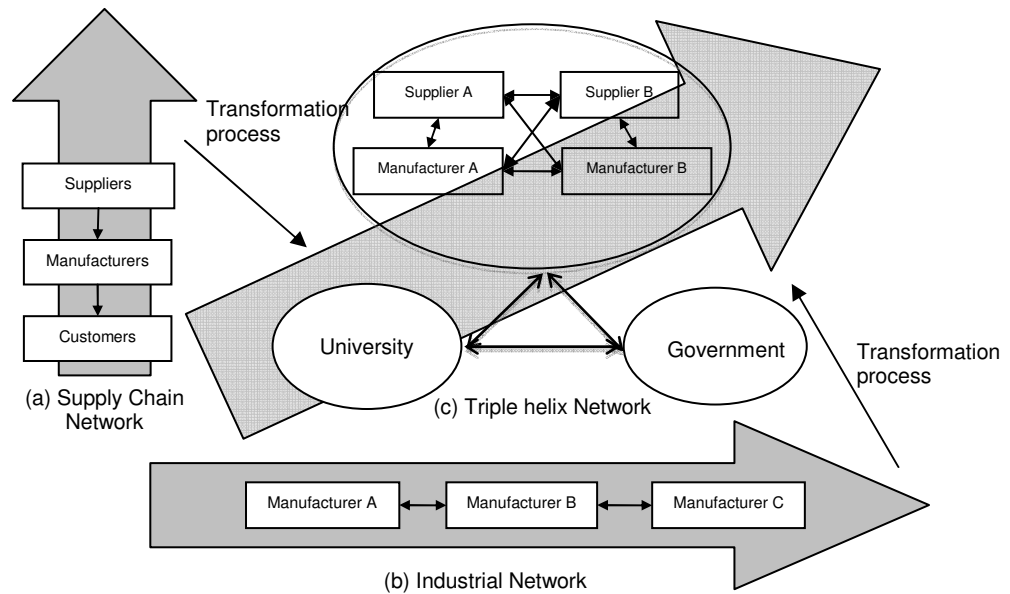 Transformation
process
Supplier A
Supplier B
Manufacturer A
Manufacturer B
Suppliers
Manufacturers
Customers
(a) Supply Chain
Network
University
Government
(c) Triple helix Network
Transformation
process
Manufacturer A
Manufacturer B
Manufacturer C
(b) Industrial Network